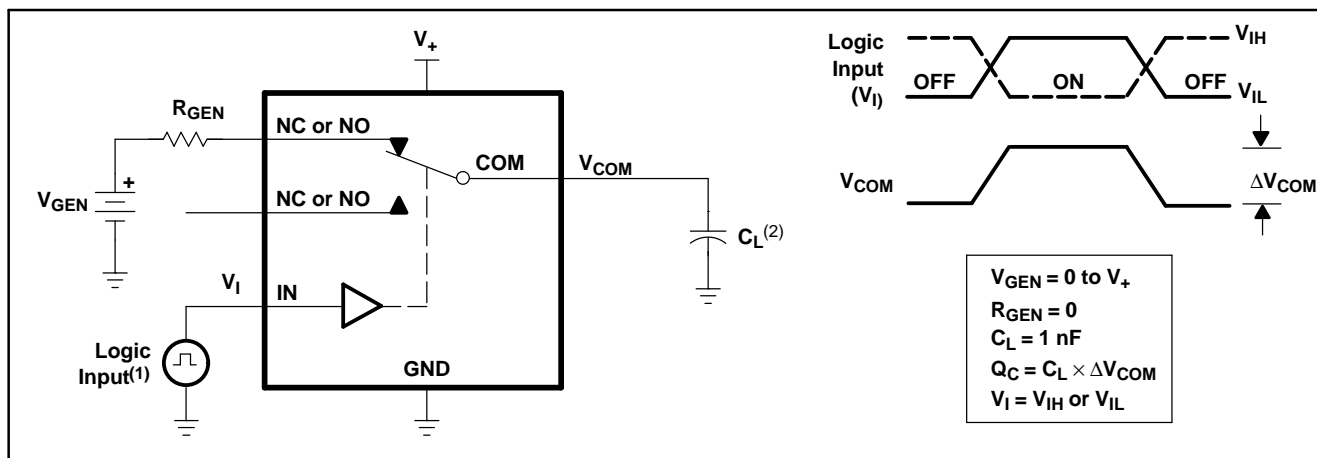 V+
RGEN
NC or NO
COM
VCOM
VGEN
+
NC or NO
CL(2)
VI
IN
Logic
Input(1)
GND
Logic
Input
(VI)
VIH
OFF
ON
OFF
VIL
VCOM
ΔVCOM
VGEN = 0 to V+
RGEN = 0
CL = 1 nF
QC = CL × ΔVCOM
VI = VIH or VIL